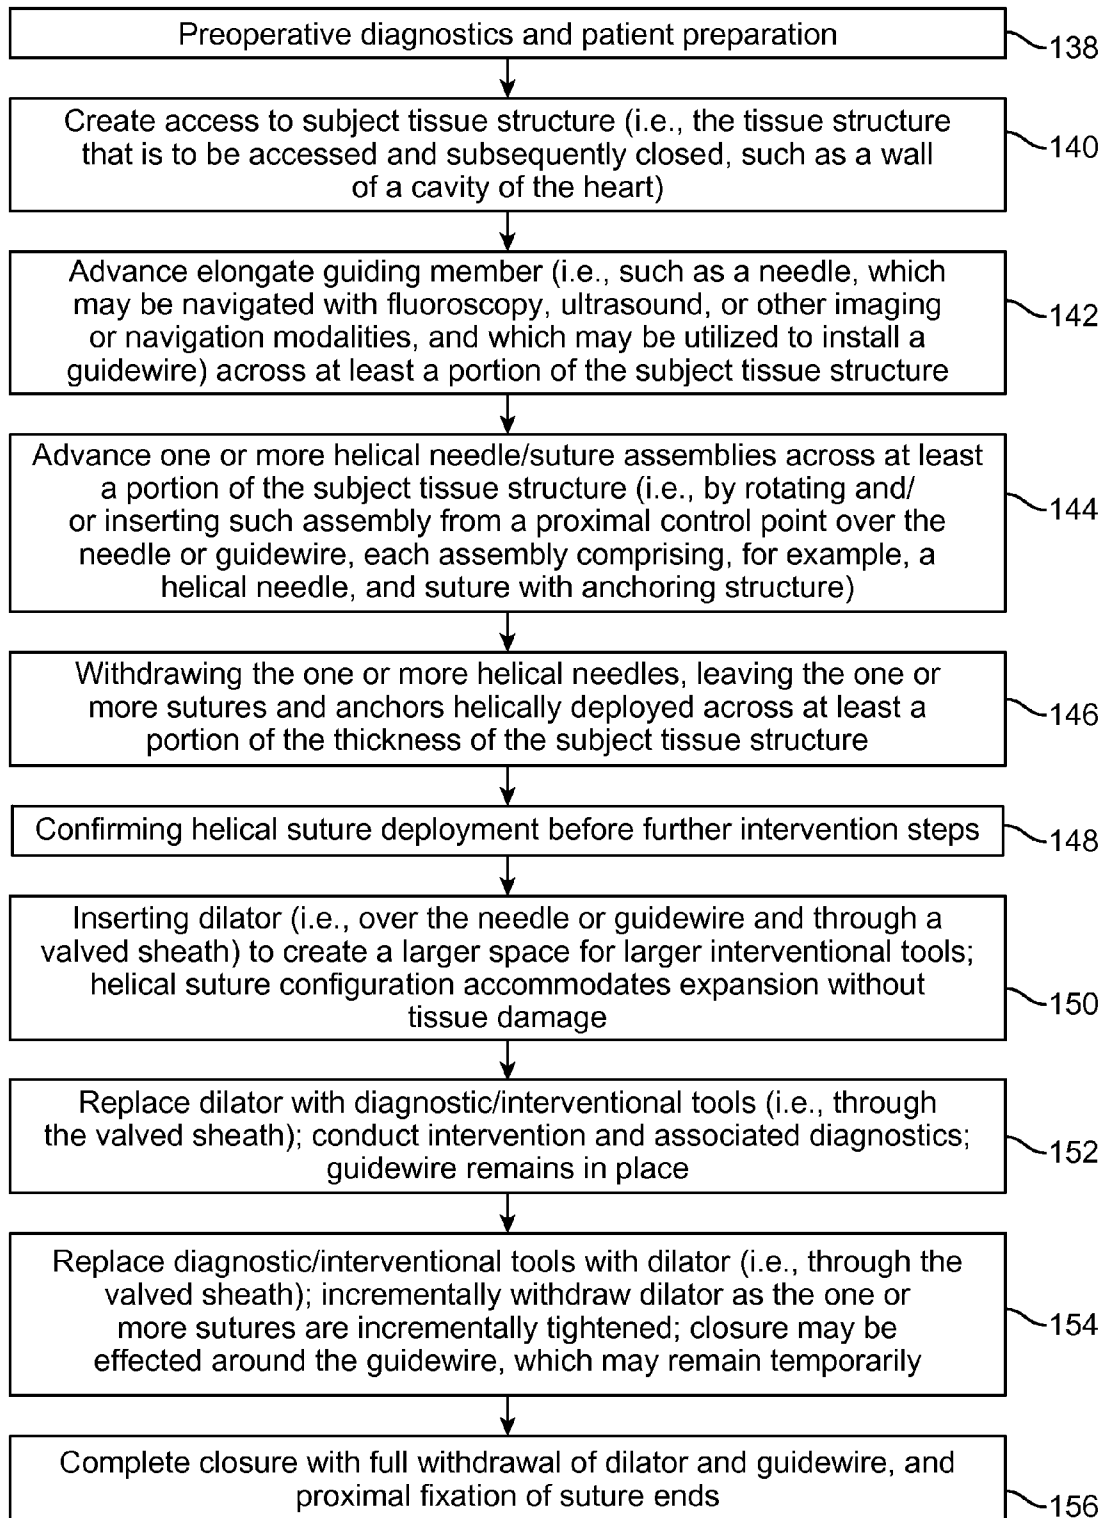 Preoperative diagnostics and patient preparation
138
Create access to subject tissue structure (i.e., the tissue structure
that is to be accessed and subsequently closed, such as a wall
of a cavity of the heart)
140
Advance elongate guiding member (i.e., such as a needle, which
may be navigated with fluoroscopy, ultrasound, or other imaging
or navigation modalities, and which may be utilized to install a
guidewire) across at least a portion of the subject tissue structure
142
Advance one or more helical needle/suture assemblies across at least
a portion of the subject tissue structure (i.e., by rotating and/
or inserting such assembly from a proximal control point over the
needle or guidewire, each assembly comprising, for example, a
helical needle, and suture with anchoring structure)
144
Withdrawing the one or more helical needles, leaving the one or
more sutures and anchors helically deployed across at least a
portion of the thickness of the subject tissue structure
146
Confirming helical suture deployment before further intervention steps
148
Inserting dilator (i.e., over the needle or guidewire and through a
valved sheath) to create a larger space for larger interventional tools;
helical suture configuration accommodates expansion without
tissue damage
150
Replace dilator with diagnostic/interventional tools (i.e., through
the valved sheath); conduct intervention and associated diagnostics;
guidewire remains in place
152
Replace diagnostic/interventional tools with dilator (i.e., through the
valved sheath); incrementally withdraw dilator as the one or
more sutures are incrementally tightened; closure may be
effected around the guidewire, which may remain temporarily
154
Complete closure with full withdrawal of dilator and guidewire, and
proximal fixation of suture ends
156